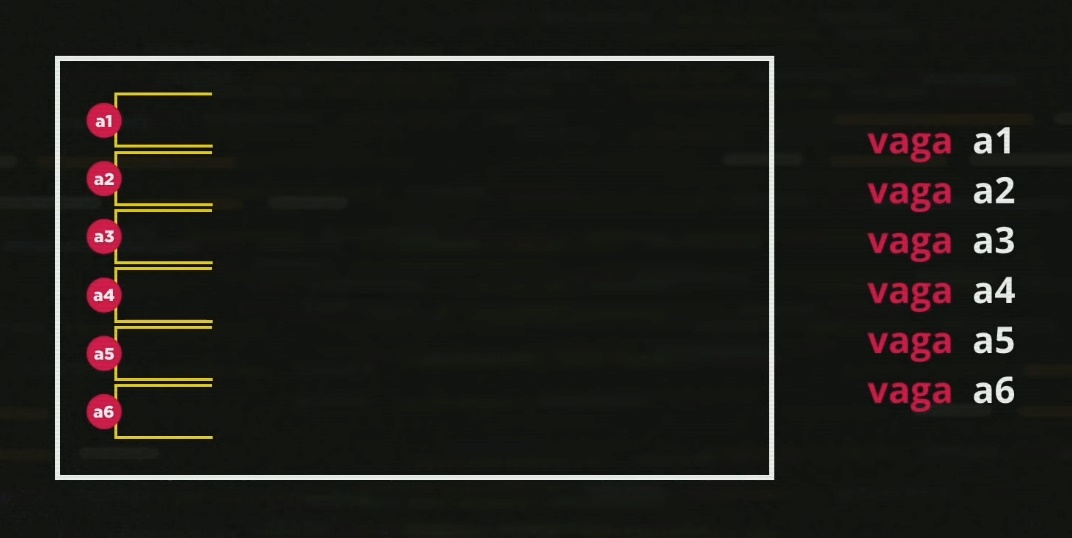 a1
a2
a3
a4
a5
a6
vaga a1
vaga a2
vaga a3
vaga a4
vaga a5
vaga a6